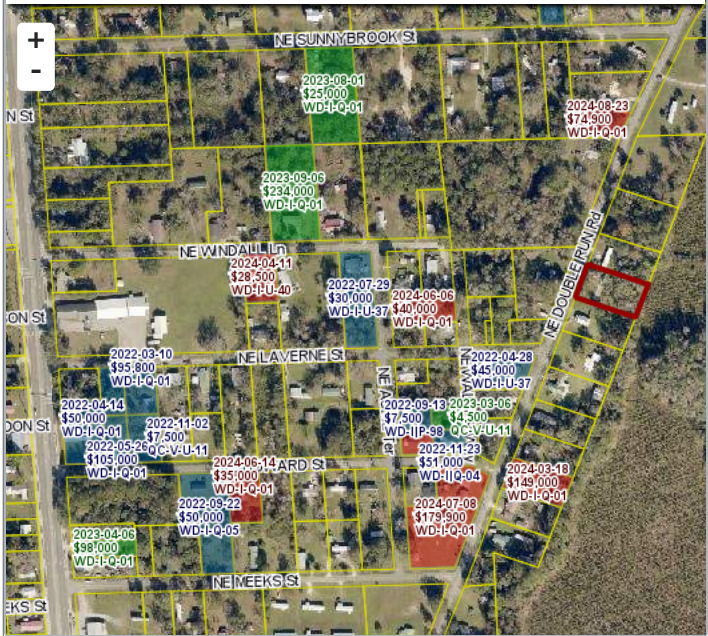 +
-
NE SUNNYBROOK St
2023-08-01
$25,000
WD-I-Q-01
2024-08-23
$74,900
WD-I-Q-01
N St
2023-09-06
$234,000
WD-I-Q-01
NE DOUBLE RUN Rd
NE WINDALL Ln
2024-04-11
$28,500
WD-I-U-40
2022-07-29
$30,000
WD-I-U-37
2024-06-06
$40,000
WD-I-Q-01
SON St
NE LAVERNE St
2022-03-10
$95,800
WD-I-Q-01
2022-04-28
$45,000
WD-I-U-37
2022-04-14
$50,000
WD-I-Q-01
2022-11-02
$7,500
QC-V-U-11
2022-09-13
$7,500
WD-I|P-98
2023-03-06
$4,500
QC-V-U-11
DON St
2022-05-26
$105,000
WD-I-Q-01
2022-11-23
$51,000
WD-I|Q-04
2024-06-14
$35,000
WD-I-Q-01
ARD St
2024-03-18
$149,000
WD-I-Q-01
2022-09-22
$50,000
WD-I-Q-05
2024-07-08
$179,900
WD-I-Q-01
2023-04-06
$98,000
WD-I-Q-01
NE MEEKS St
EKS St